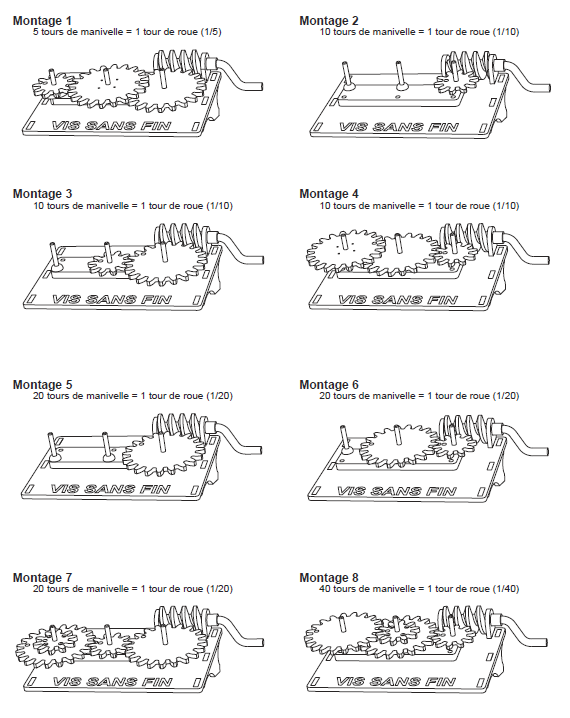 Montage 1
5 tours de manivelle = 1 tour de roue (1/5)
VIS SANS FIN
Montage 2
10 tours de manivelle = 1 tour de roue (1/10)
VIS SANS FIN
Montage 3
10 tours de manivelle = 1 tour de roue (1/10)
VIS SANS FIN
Montage 4
10 tours de manivelle = 1 tour de roue (1/10)
VIS SANS FIN
Montage 5
20 tours de manivelle = 1 tour de roue (1/20)
VIS SANS FIN
Montage 6
20 tours de manivelle = 1 tour de roue (1/20)
VIS SANS FIN
Montage 7
20 tours de manivelle = 1 tour de roue (1/20)
VIS SANS FIN
Montage 8
40 tours de manivelle = 1 tour de roue (1/40)
VIS SANS FIN